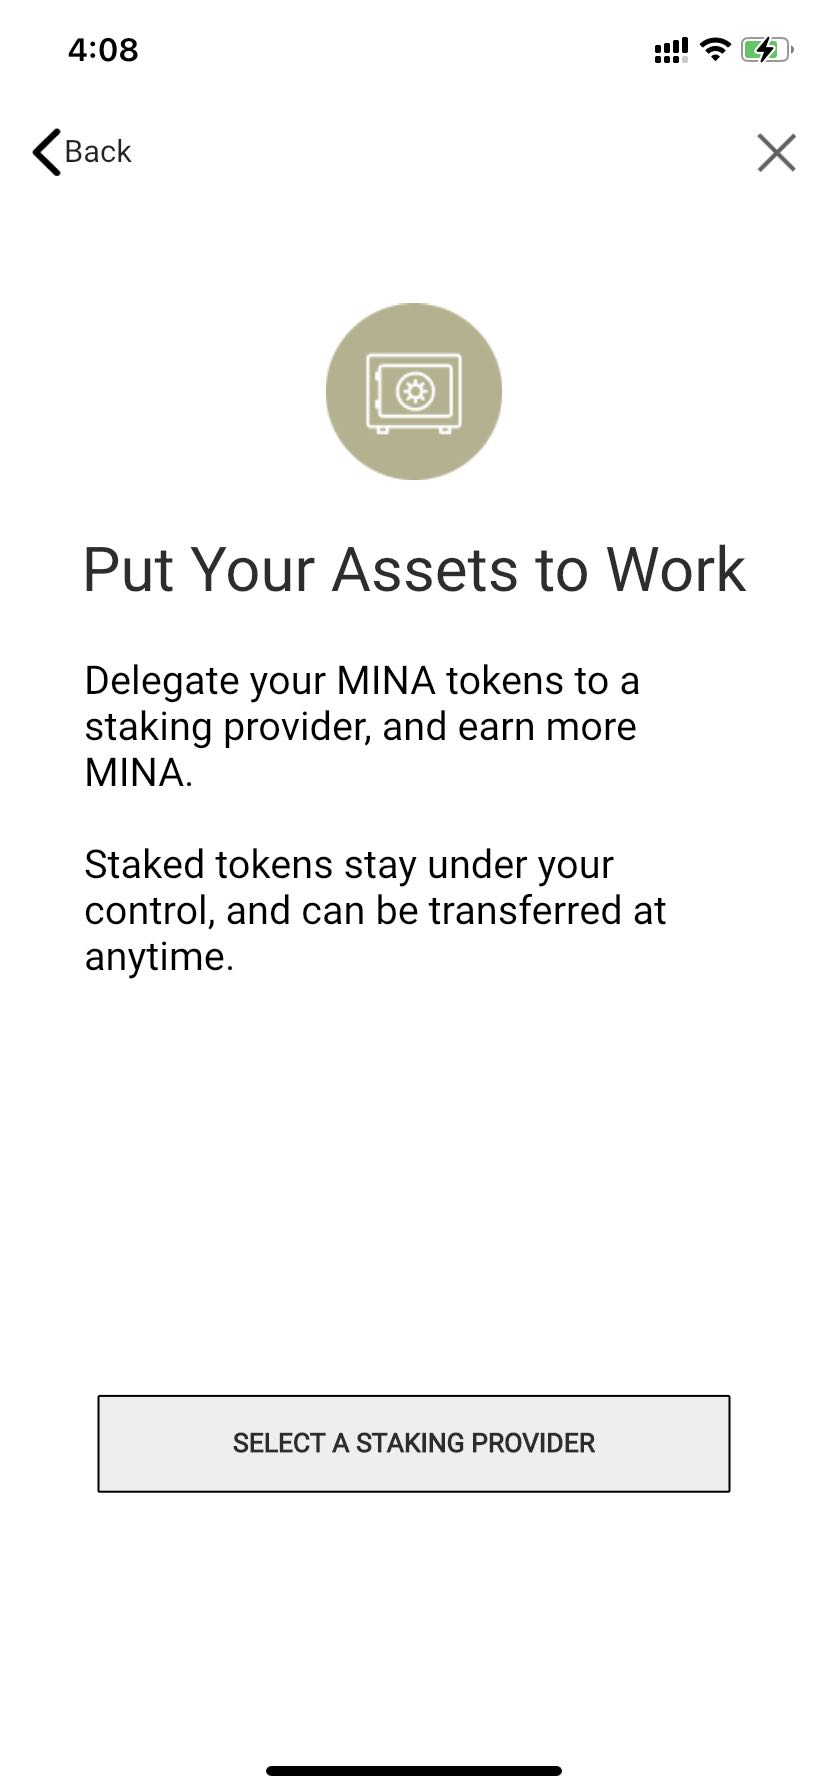 4:08
Back
Put Your Assets to Work
Delegate your MINA tokens to a
staking provider, and earn more
MINA.
Staked tokens stay under your
control, and can be transferred at
anytime.
SELECT A STAKING PROVIDER